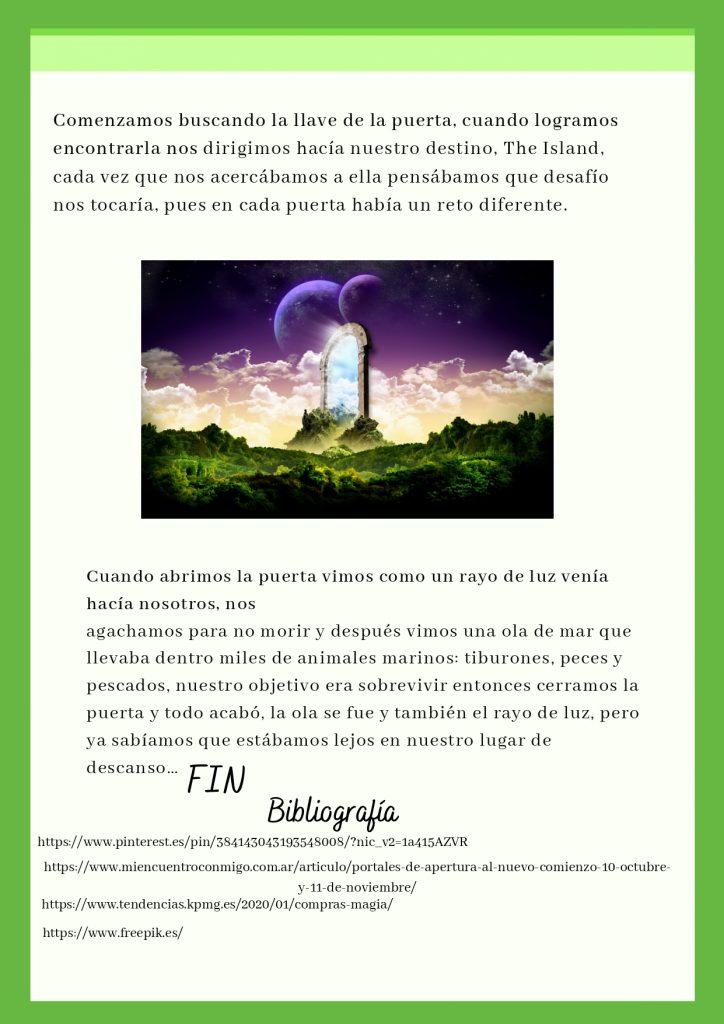 Comenzamos buscando la llave de la puerta, cuando logramos
encontrarla nos dirigimos hacía nuestro destino, The Island,
cada vez que nos acercábamos a ella pensábamos que desafío
nos tocaría, pues en cada puerta había un reto diferente.
Cuando abrimos la puerta vimos como un rayo de luz venía
hacía nosotros, nos
agachamos para no morir y después vimos una ola de mar que
llevaba dentro miles de animales marinos: tiburones, peces y
pescados, nuestro objetivo era sobrevivir entonces cerramos la
puerta y todo acabó, la ola se fue y también el rayo de luz, pero
ya sabíamos que estábamos lejos en nuestro lugar de
descanso...
FIN
Bibliografía
https://www.pinterest.es/pin/384143043193548008/?nic_v2=1a415AZVR
https://www.miencuentroconmigo.com.ar/articulo/portales-de-apertura-al-nuevo-comienzo-10-octubre-
y-11-de-noviembre/
https://www.tendencias.kpmg.es/2020/01/compras-magia/
https://www.freepik.es/